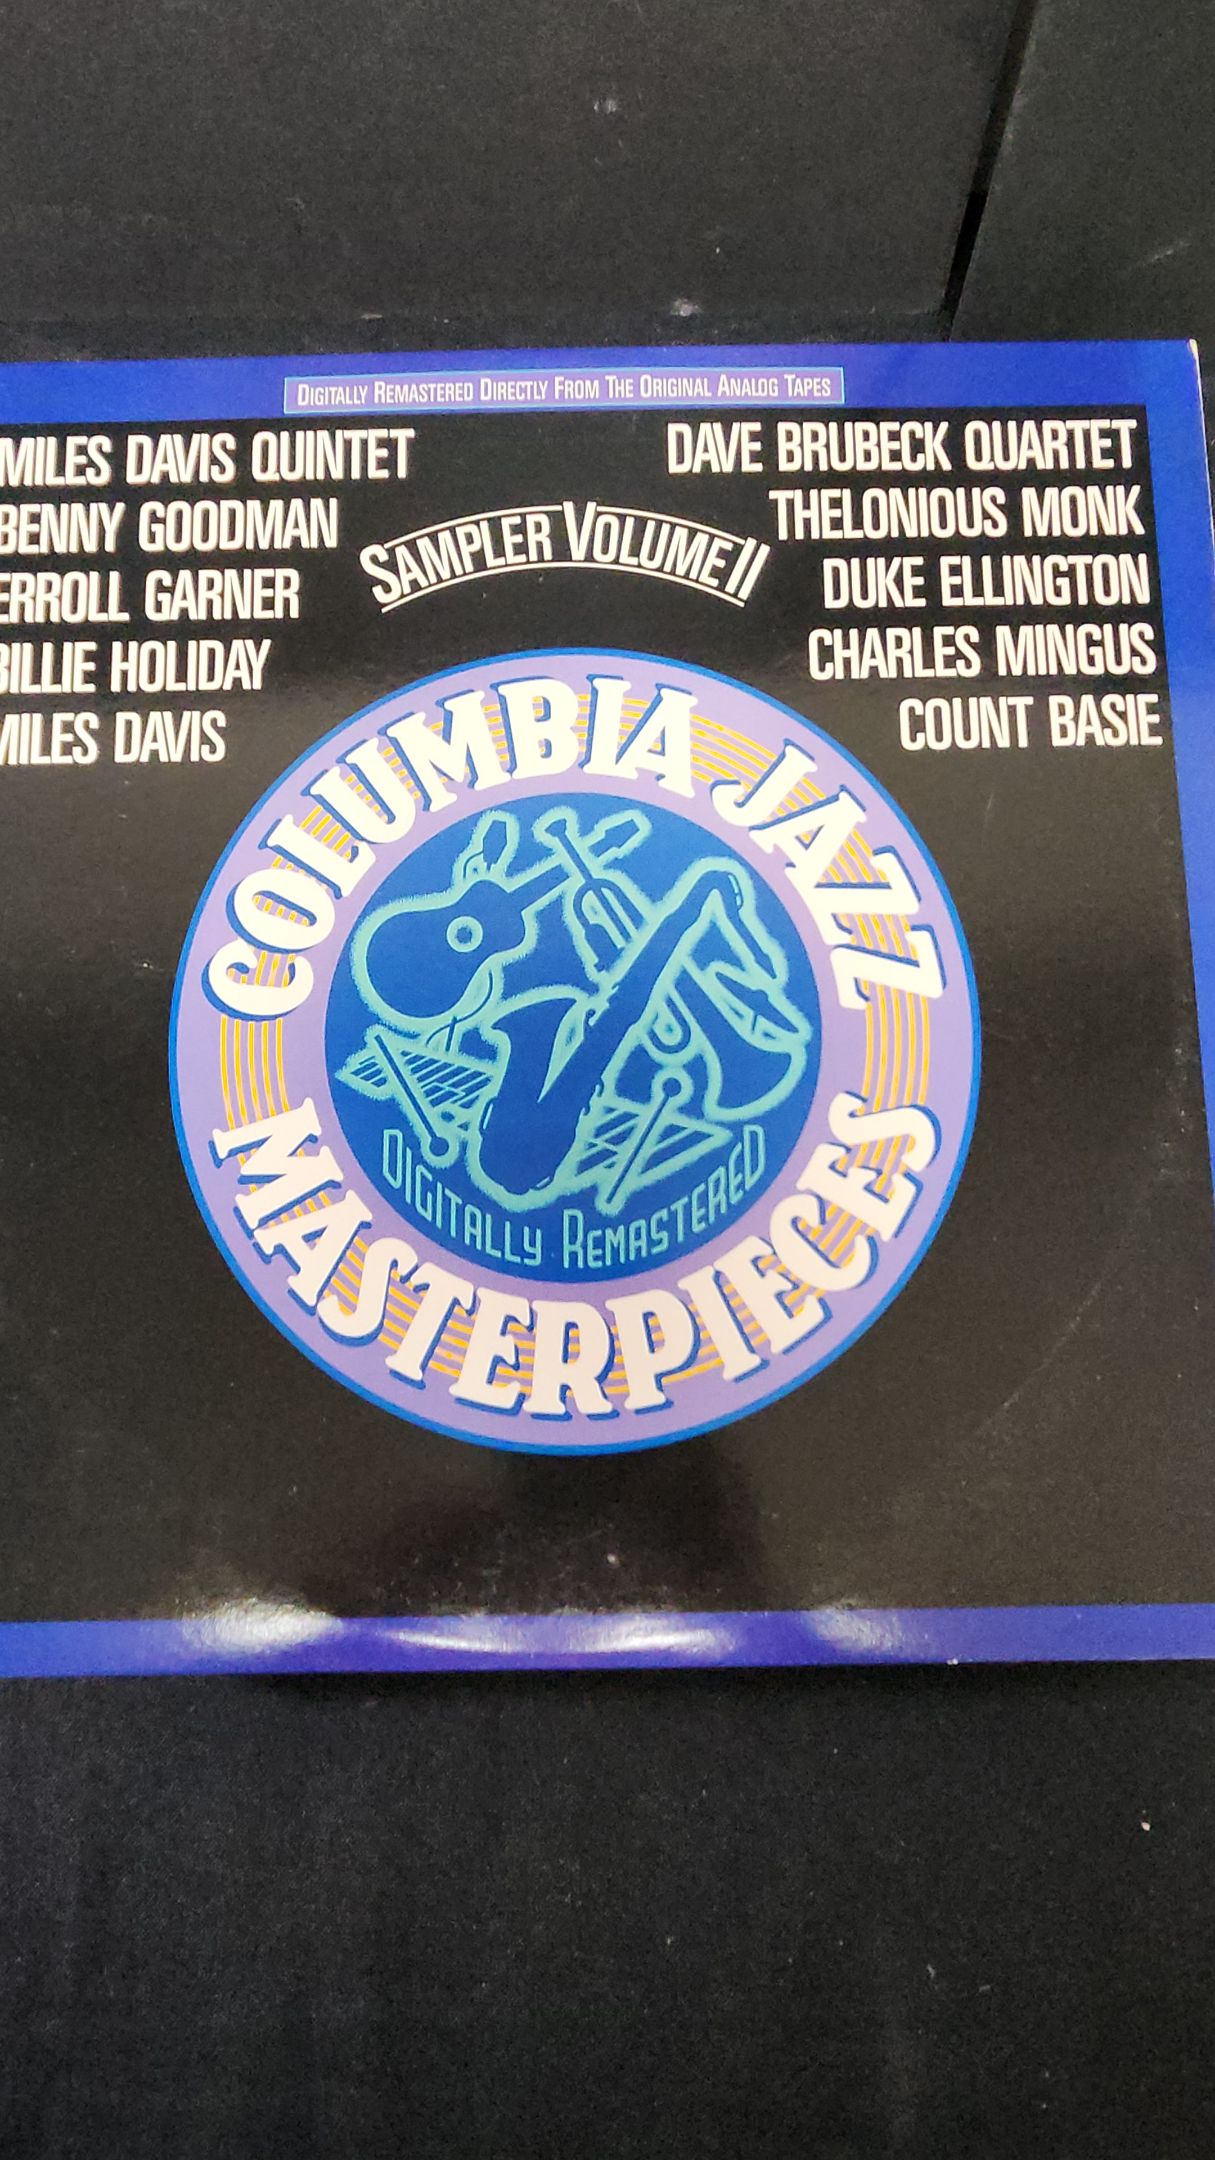 DIGITALLY REMASTERED DIRECTLY FROM THE ORIGINAL ANALOG TAPES
MILES DAVIS QUINTET
BENNY GOODMAN
ERROLL GARNER
BILLIE HOLIDAY
MILES DAVIS
SAMPLER VOLUME II
DAVE BRUBECK QUARTET
THELONIOUS MONK
DUKE ELLINGTON
CHARLES MINGUS
COUNT BASIE
COLUMBIA JAZZ
MASTERPIECES
DIGITALLY REMASTERED